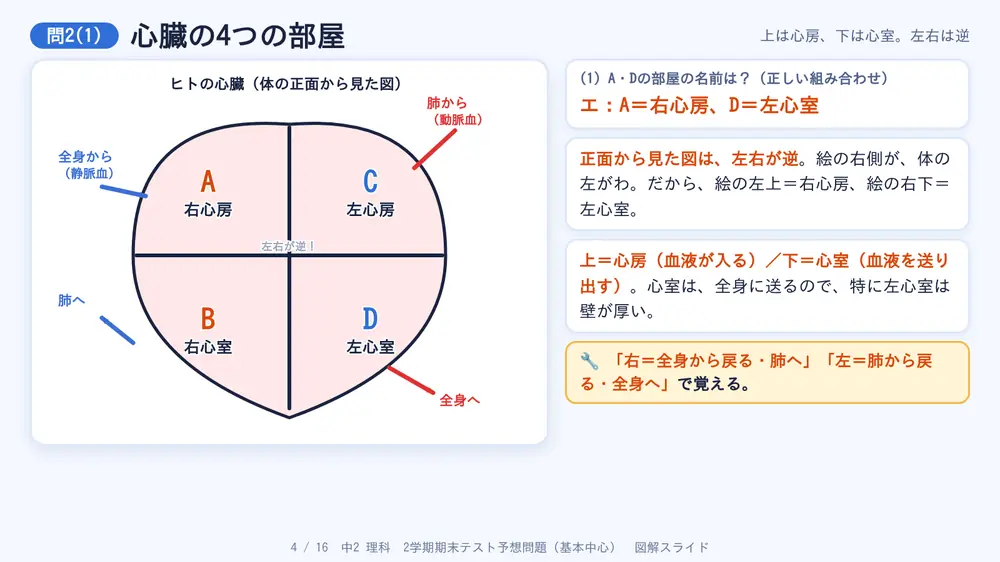 問2(1) 心臓の4つの部屋
上は心房、下は心室。左右は逆
ヒトの心臓（体の正面から見た図）
肺から
（動脈血）
全身から
（静脈血）
A
右心房
C
左心房
左右が逆！
肺へ
B
右心室
D
左心室
全身へ
(1) A・Dの部屋の名前は？（正しい組み合わせ）
エ：A＝右心房、D＝左心室
正面から見た図は、左右が逆。絵の右側が、体の
左がわ。だから、絵の左上＝右心房、絵の右下＝
左心室。
上＝心房（血液が入る）／下＝心室（血液を送り
出す）。心室は、全身に送るので、特に左心室は
壁が厚い。
🔧 「右＝全身から戻る・肺へ」「左＝肺から戻
る・全身へ」で覚える。
4 / 16 中2 理科 2学期期末テスト予想問題（基本中心） 図解スライド